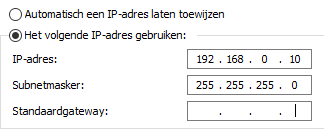 Automatisch een IP-adres laten toewijzen
Het volgende IP-adres gebruiken:
IP-adres: 192 . 168 . 0 . 10
Subnetmasker: 255 . 255 . 255 . 0
Standaardgateway: . . .